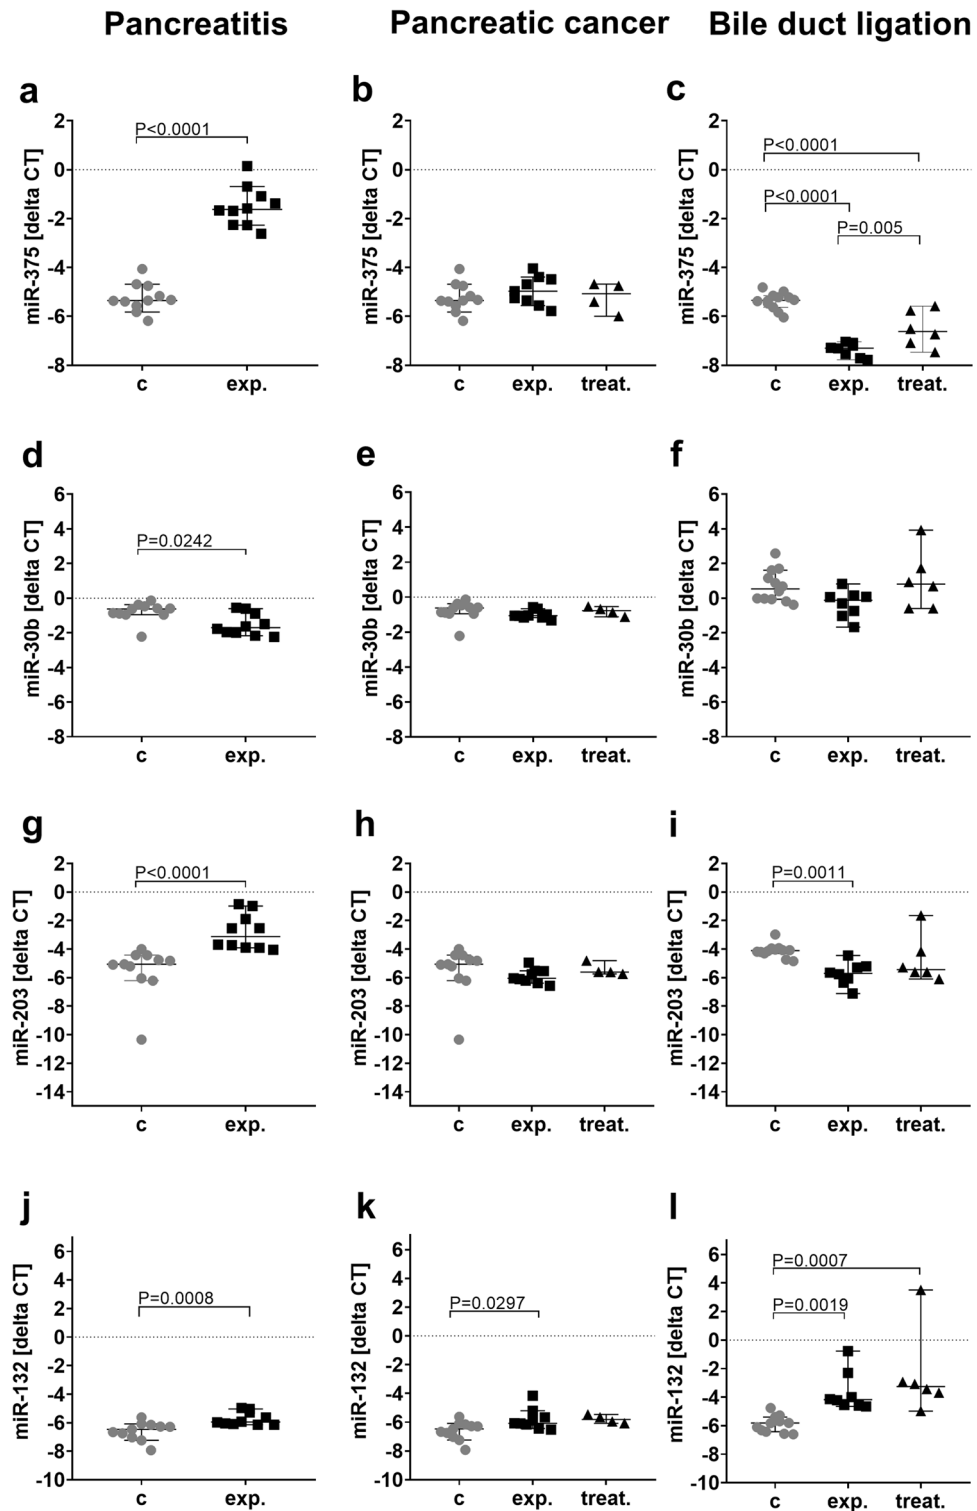 Pancreatitis Pancreatic cancer Bile duct ligation
a b c
miR-375 [delta CT]
2
0
-2
-4
-6
-8
P<0.0001
c exp.
miR-375 [delta CT]
2
0
-2
-4
-6
-8
c exp. treat.
miR-375 [delta CT]
2
0
-2
-4
-6
-8
P<0.0001
P<0.0001
P=0.005
c exp. treat.
d e f
miR-30b [delta CT]
6
4
2
0
-2
-4
-6
-8
P=0.0242
c exp.
miR-30b [delta CT]
6
4
2
0
-2
-4
-6
-8
c exp. treat.
miR-30b [delta CT]
6
4
2
0
-2
-4
-6
-8
c exp. treat.
g h i
miR-203 [delta CT]
2
0
-4
-6
-8
-10
-12
-14
P<0.0001
c exp.
miR-203 [delta CT]
2
0
-4
-6
-8
-10
-12
-14
c exp. treat.
miR-203 [delta CT]
2
0
-4
-6
-8
-10
-12
-14
P=0.0011
c exp. treat.
j k l
miR-132 [delta CT]
6
4
2
0
-2
-4
-6
-8
-10
P=0.0008
c exp.
miR-132 [delta CT]
6
4
2
0
-2
-4
-6
-8
-10
P=0.0297
c exp. treat.
miR-132 [delta CT]
6
4
2
0
-2
-4
-6
-8
-10
P=0.0007
P=0.0019
c exp. treat.